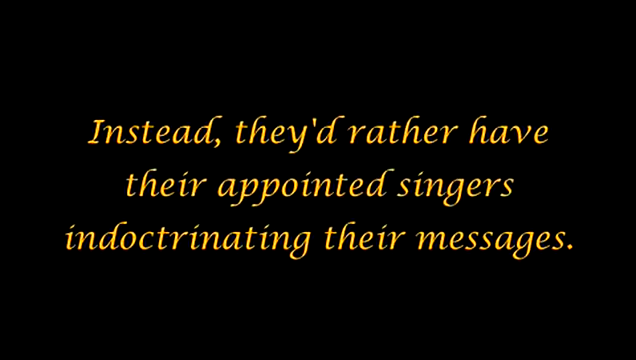 Instead, they'd rather have
their appointed singers
indoctrinating their messages.